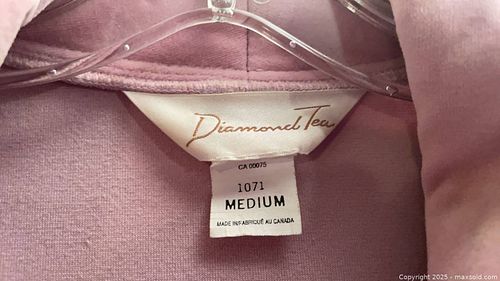 Diamond Tea
CA 00075
1071
MEDIUM
MADE IN/FABRIQUÉ AU CANADA
Copyright 2025 - maxsold.com